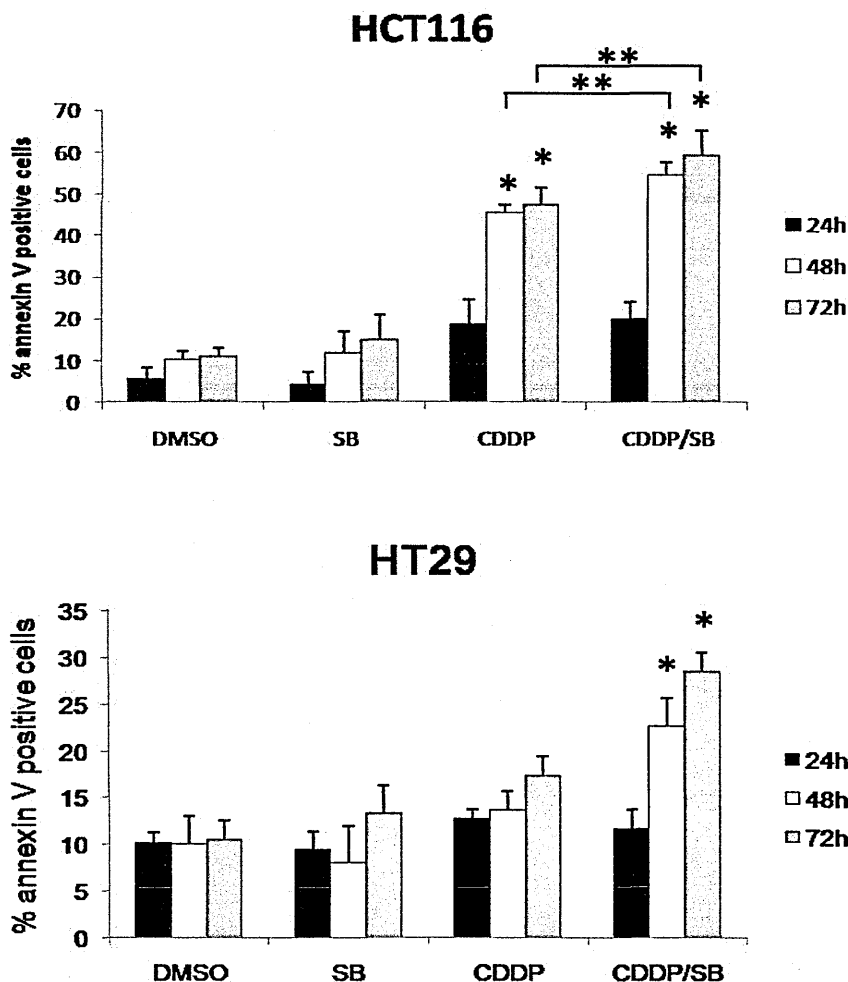 HCT116
**
**
*
*
*
*
% annexin V positive cells
70
60
50
40
30
20
10
0
DMSO SB CDDP CDDP/SB
24h
48h
72h
HT29
*
*
% annexin V positive cells
35
30
25
20
15
10
5
0
DMSO SB CDDP CDDP/SB
24h
48h
72h